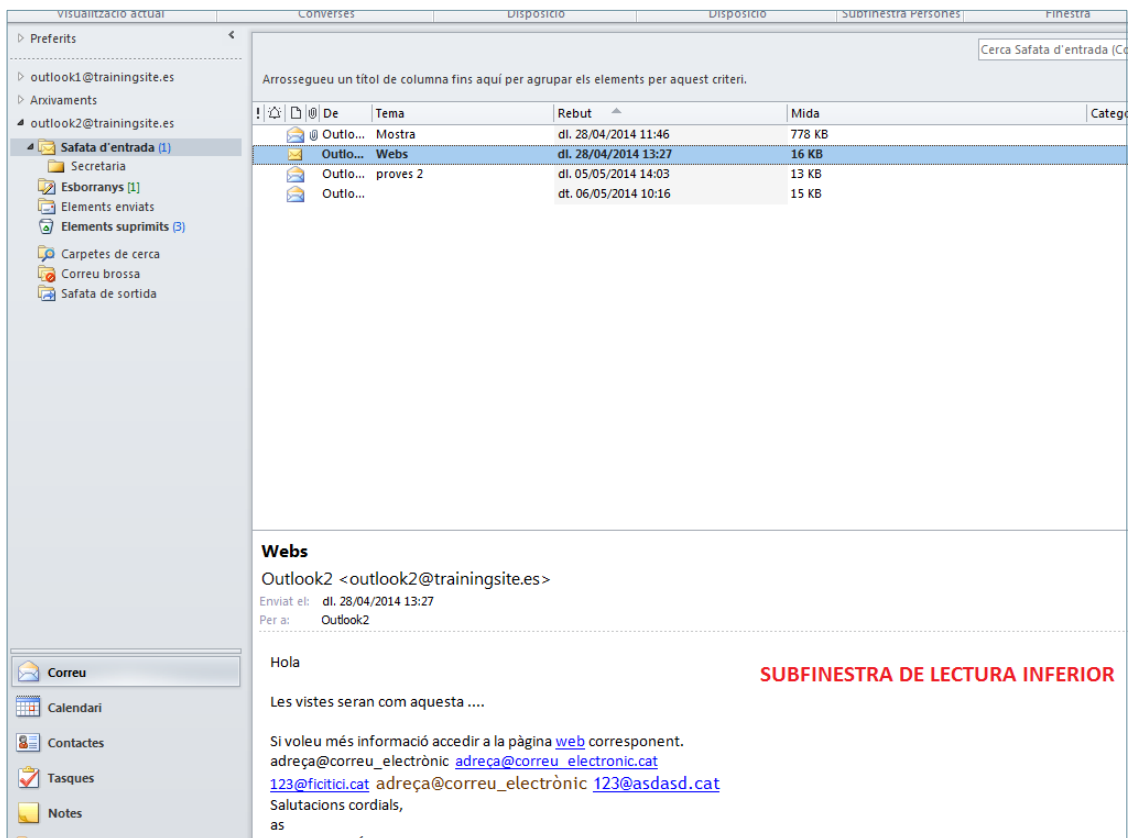 Visualització actual Converses Disposició Disposició Subfinestra Persones Finestra
Preferits
outlook1@trainingsite.es
Arxivaments
outlook2@trainingsite.es
Safata d'entrada (1)
Secretaria
Esborranys [1]
Elements enviats
Elements suprimits (3)
Carpetes de cerca
Correu brossa
Safata de sortida
Correu
Calendari
Contactes
Tasques
Notes
Cerca Safata d'entrada
Arrossegueu un títol de columna fins aquí per agrupar els elements per aquest criteri.
! De Tema Rebut Mida Catego
Outlo... Mostra dl. 28/04/2014 11:46 778 KB
Outlo... Webs dl. 28/04/2014 13:27 16 KB
Outlo... proves 2 dl. 05/05/2014 14:03 13 KB
Outlo... dt. 06/05/2014 10:16 15 KB
Webs
Outlook2 <outlook2@trainingsite.es>
Enviat el: dl. 28/04/2014 13:27
Per a: Outlook2
Hola
SUBFINESTRA DE LECTURA INFERIOR
Les vistes seran com aquesta ....
Si voleu més informació accedir a la pàgina web corresponent.
adreça@correu_electrònic adreça@correu_electronic.cat
123@ficitici.cat adreça@correu_electrònic 123@asdasd.cat
Salutacions cordials,
as